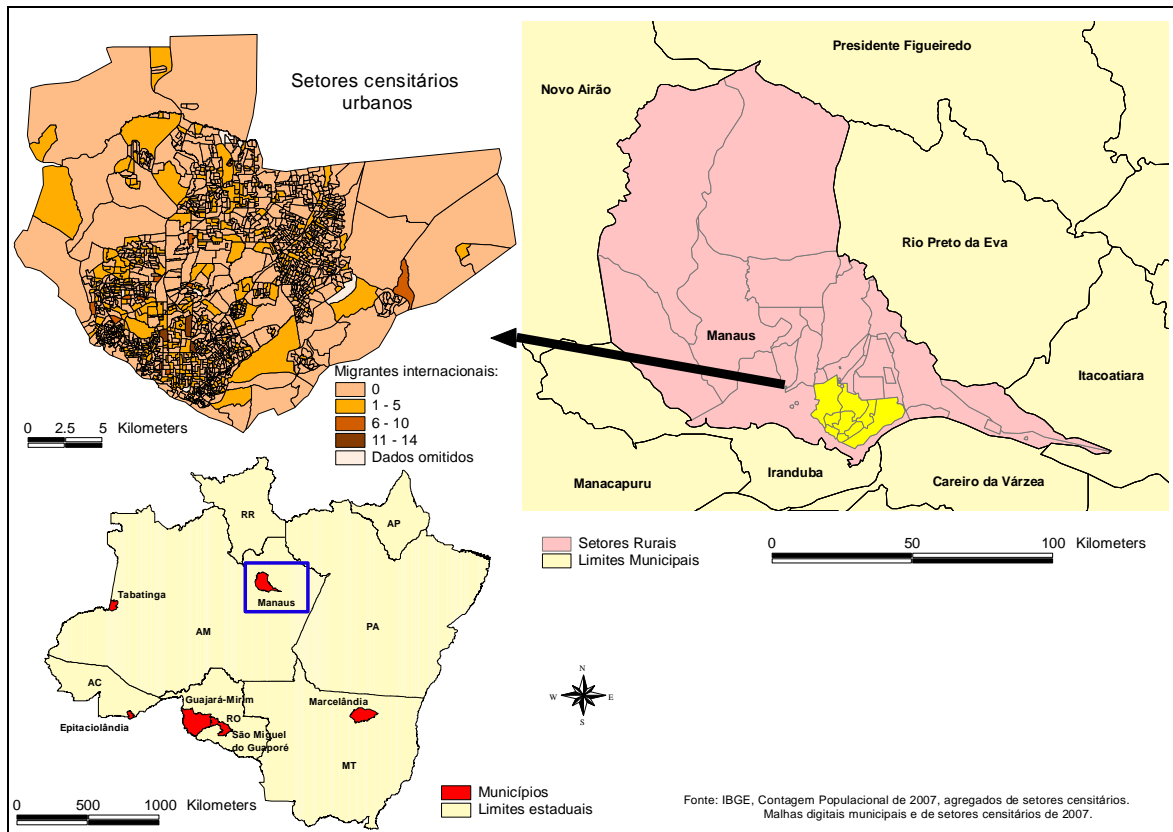 Setores censitários
urbanos
Migrantes internacionais:
0
1 - 5
6 - 10
11 - 14
Dados omitidos
0 2.5 5 Kilometers
Presidente Figueiredo
Novo Airão
Rio Preto da Eva
Manaus
Itacoatiara
Iranduba
Manacapuru
Careiro da Várzea
Setores Rurais
Limites Municipais
0 50 100 Kilometers
RR
AP
Tabatinga
Manaus
AM
PA
AC
Guajará-Mirim
Marcelândia
Epitaciolândia
RO
São Miguel
do Guaporé
MT
N
W E
S
Municípios
Limites estaduais
0 500 1000 Kilometers
Fonte: IBGE, Contagem Populacional de 2007, agregados de setores censitários.
Malhas digitais municipais e de setores censitários de 2007.